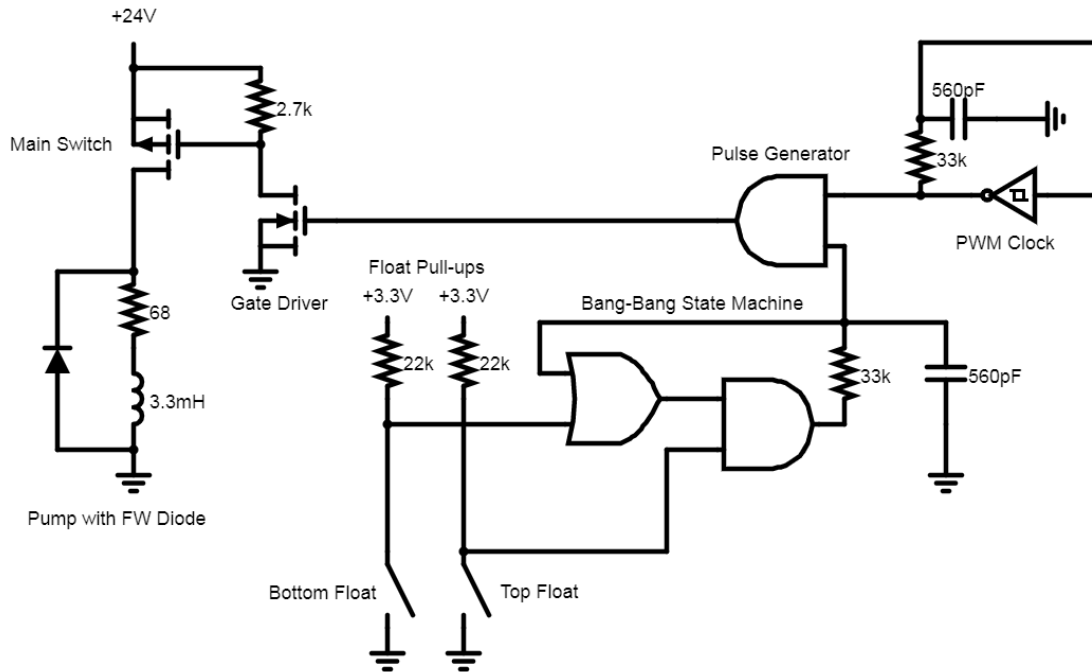 +24V
2.7k
Main Switch
560pF
33k
Pulse Generator
PWM Clock
Float Pull-ups
+3.3V
+3.3V
Gate Driver
Bang-Bang State Machine
68
22k
22k
33k
560pF
3.3mH
Pump with FW Diode
Bottom Float
Top Float